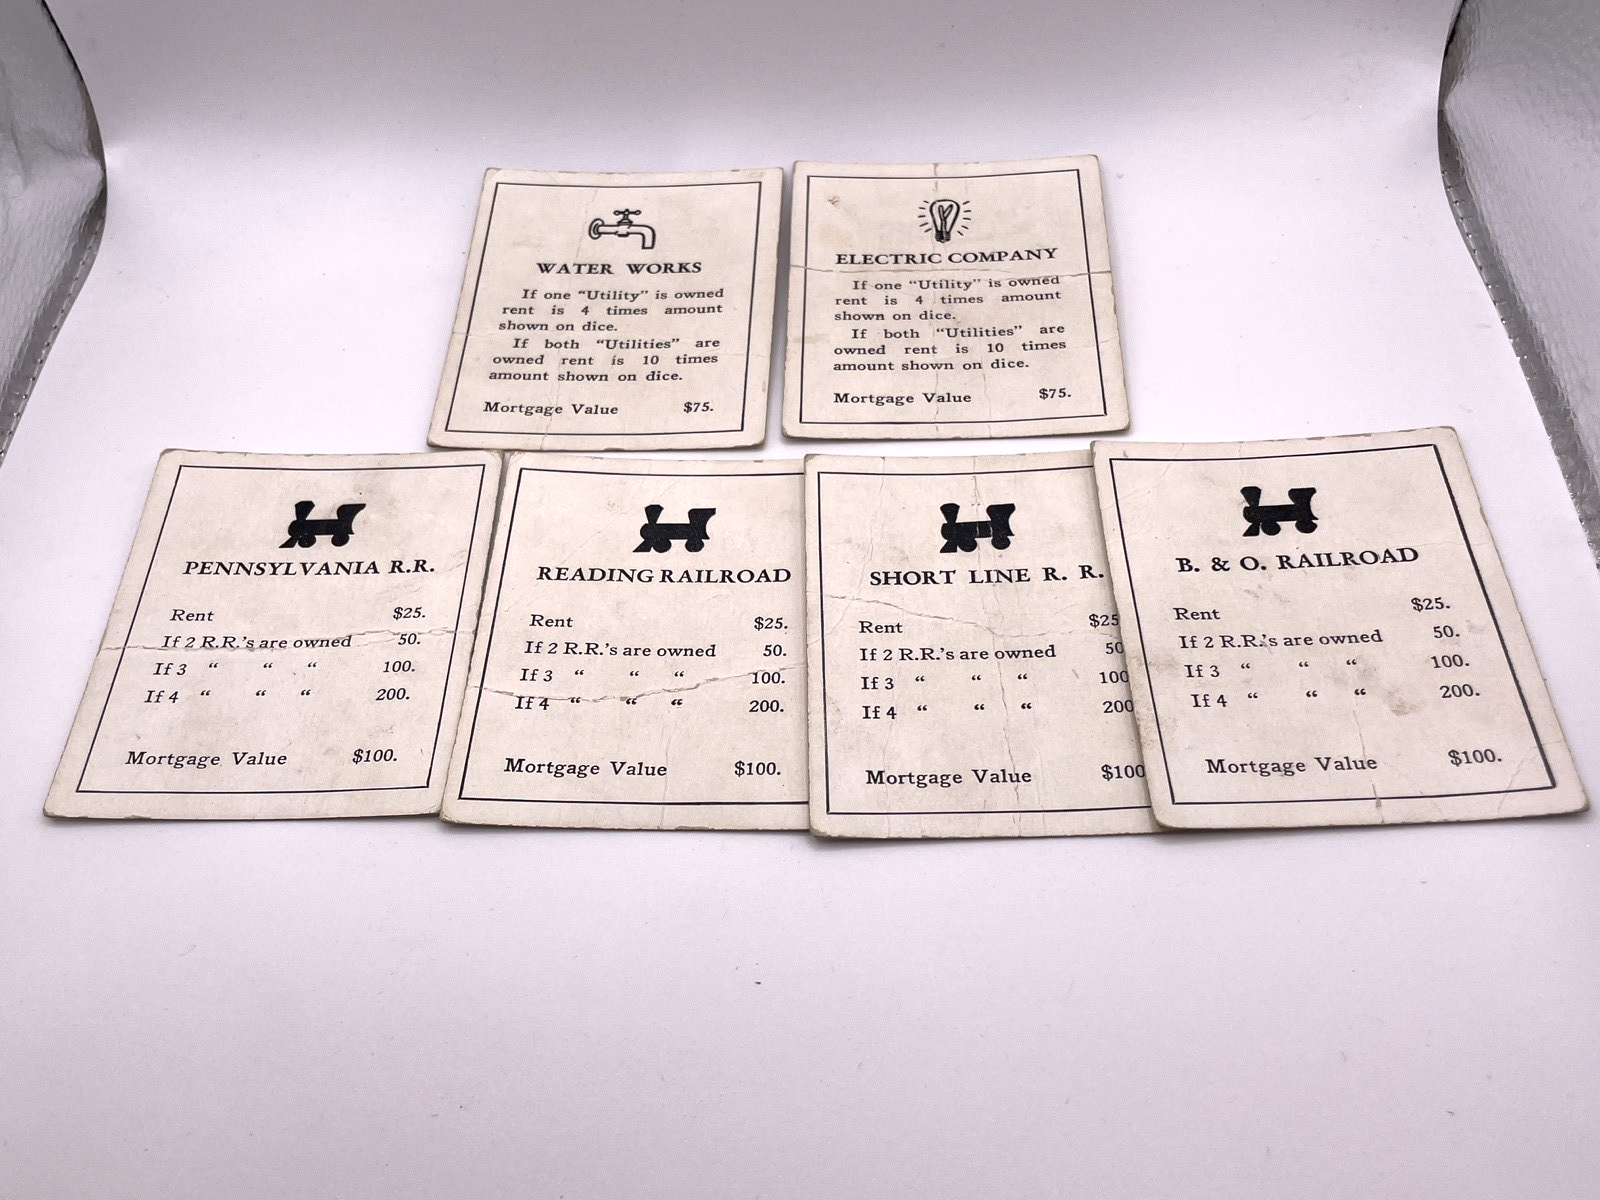 WATER WORKS
If one "Utility" is owned
rent is 4 times amount
shown on dice.
If both "Utilities" are
owned rent is 10 times
amount shown on dice.
Mortgage Value $75.
ELECTRIC COMPANY
If one "Utility" is owned
rent is 4 times amount
shown on dice.
If both "Utilities" are
owned rent is 10 times
amount shown on dice.
Mortgage Value $75.
PENNSYLVANIA R.R.
Rent $25.
If 2 R.R.'s are owned 50.
If 3 “ “ “ 100.
If 4 “ “ “ 200.
Mortgage Value $100.
READING RAILROAD
Rent $25.
If 2 R.R.'s are owned 50.
If 3 “ “ “ 100.
If 4 “ “ “ 200.
Mortgage Value $100.
SHORT LINE R. R.
Rent $25
If 2 R.R.'s are owned 50
If 3 “ “ “ 100
If 4 “ “ “ 200
Mortgage Value $100
B. & O. RAILROAD
Rent $25.
If 2 R.R.'s are owned 50.
If 3 “ “ “ 100.
If 4 “ “ “ 200.
Mortgage Value $100.